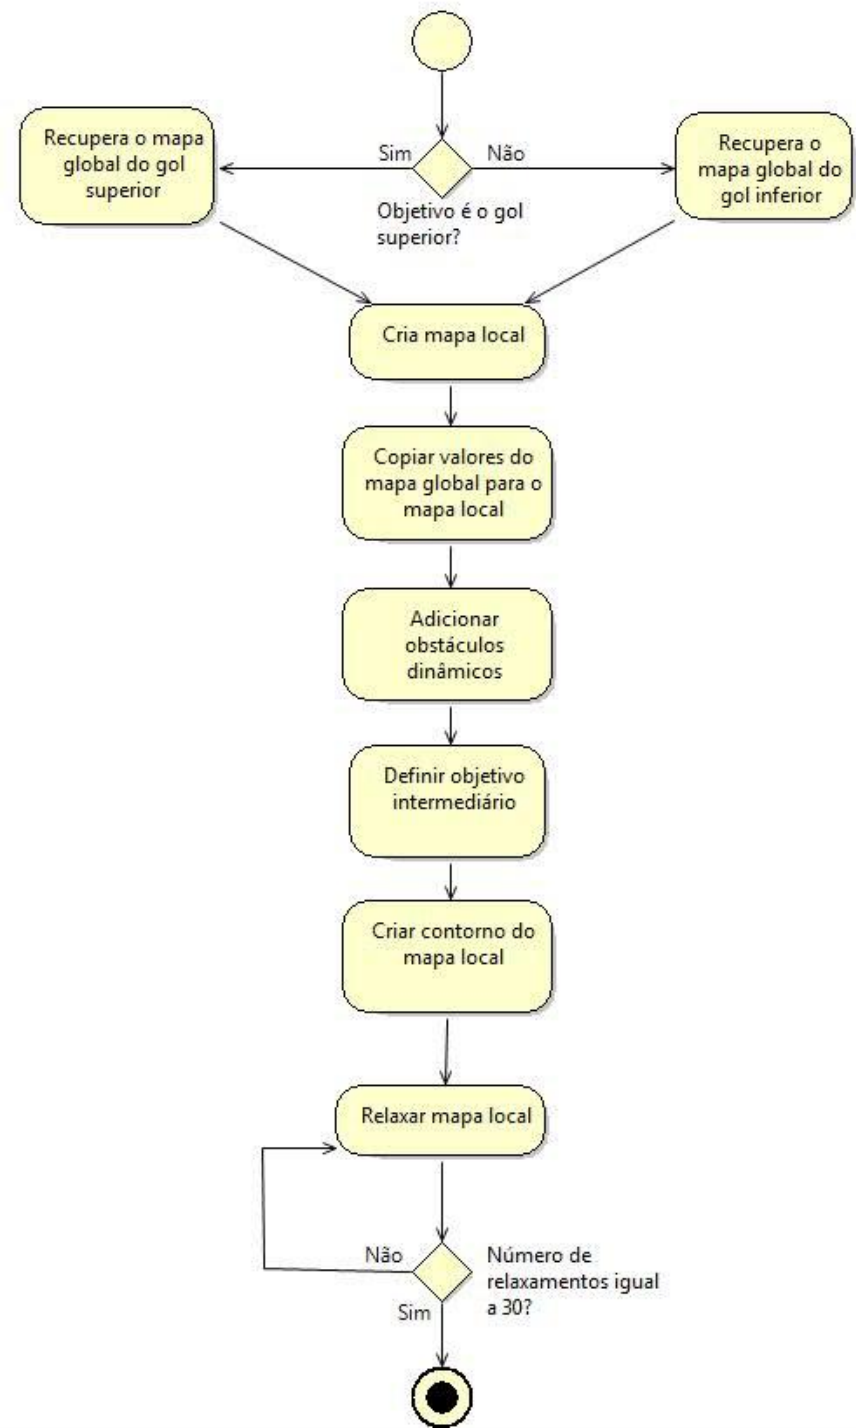 Recupera o mapa
global do gol
superior
Sim
Não
Objetivo é o gol
superior?
Recupera o
mapa global do
gol inferior
Cria mapa local
Copiar valores do
mapa global para o
mapa local
Adicionar
obstáculos
dinâmicos
Definir objetivo
intermediário
Criar contorno do
mapa local
Relaxar mapa local
Não
Número de
relaxamentos igual
a 30?
Sim